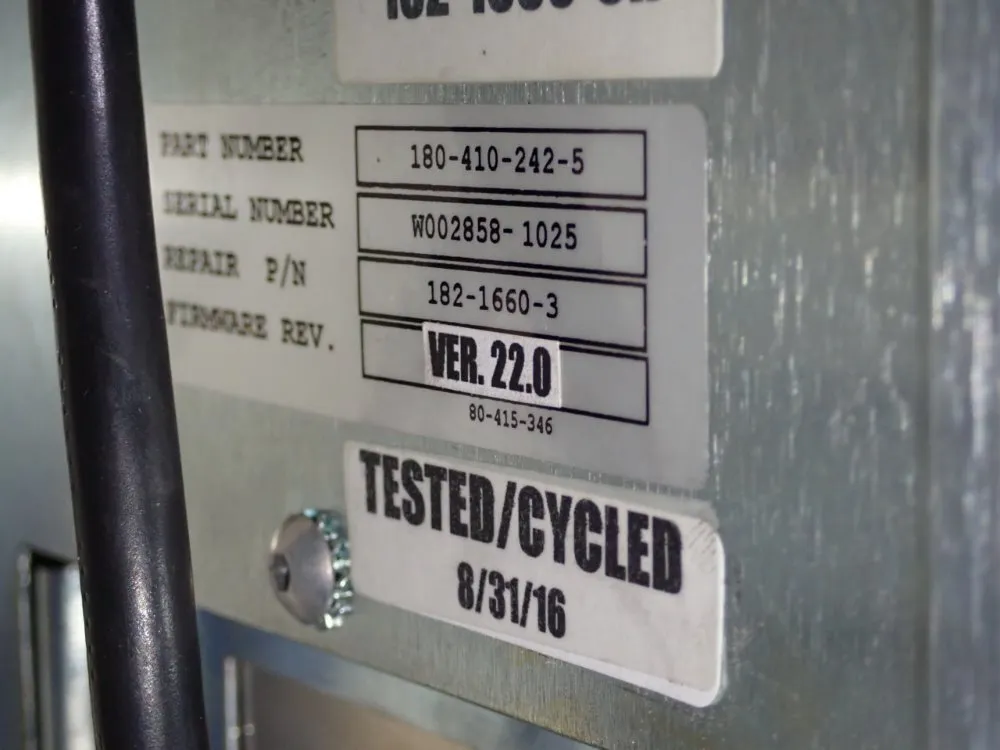 PART NUMBER 180-410-242-5
SERIAL NUMBER W002858-1025
REPAIR P/N 182-1660-3
FIRMWARE REV. VER. 22.0
80-415-346
TESTED/CYCLED
8/31/16